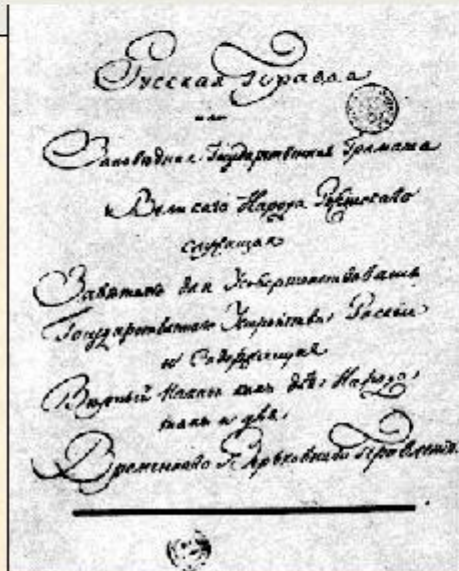 Русская Правда
или
Заповѣдная Государственная Грамата
Великаго Народа Россiйскаго
служащая
Завѣтомъ для Усовершенствованiя
Государственнаго Устройства Россiи
и Содержащая
Вѣрный Наказъ какъ для Народа,
такъ и для
Временнаго Верховнаго Правленiя.